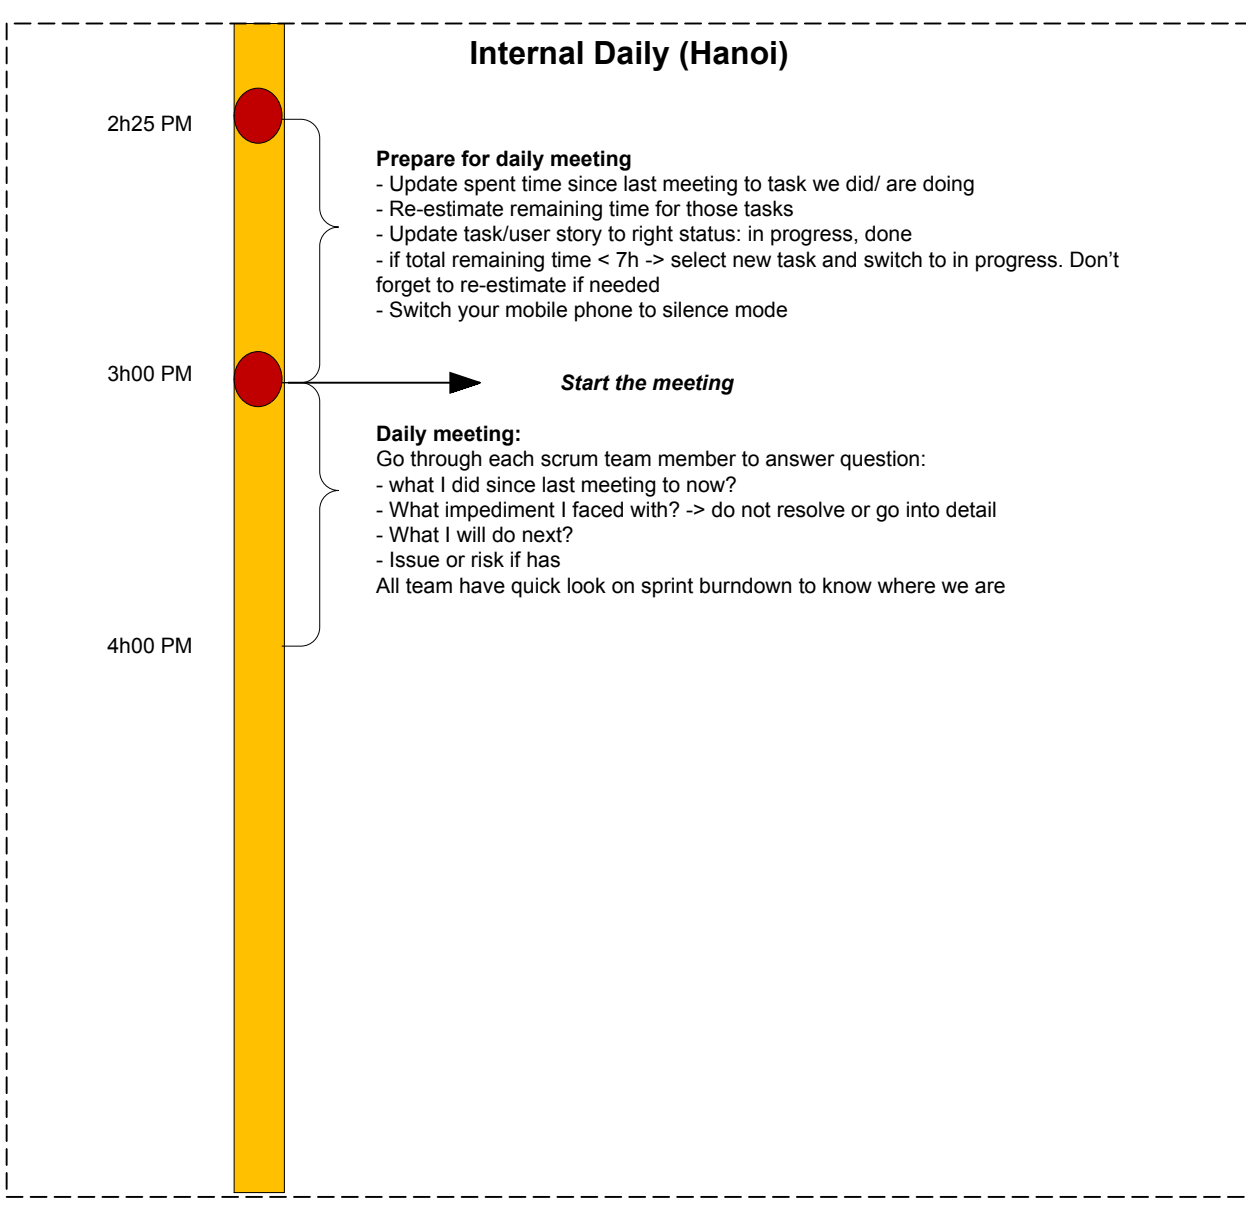 Internal Daily (Hanoi)
2h25 PM
Prepare for daily meeting
- Update spent time since last meeting to task we did/ are doing
- Re-estimate remaining time for those tasks
- Update task/user story to right status: in progress, done
- if total remaining time < 7h -> select new task and switch to in progress. Don’t
forget to re-estimate if needed
- Switch your mobile phone to silence mode
3h00 PM
Start the meeting
Daily meeting:
Go through each scrum team member to answer question:
- what I did since last meeting to now?
- What impediment I faced with? -> do not resolve or go into detail
- What I will do next?
- Issue or risk if has
All team have quick look on sprint burndown to know where we are
4h00 PM